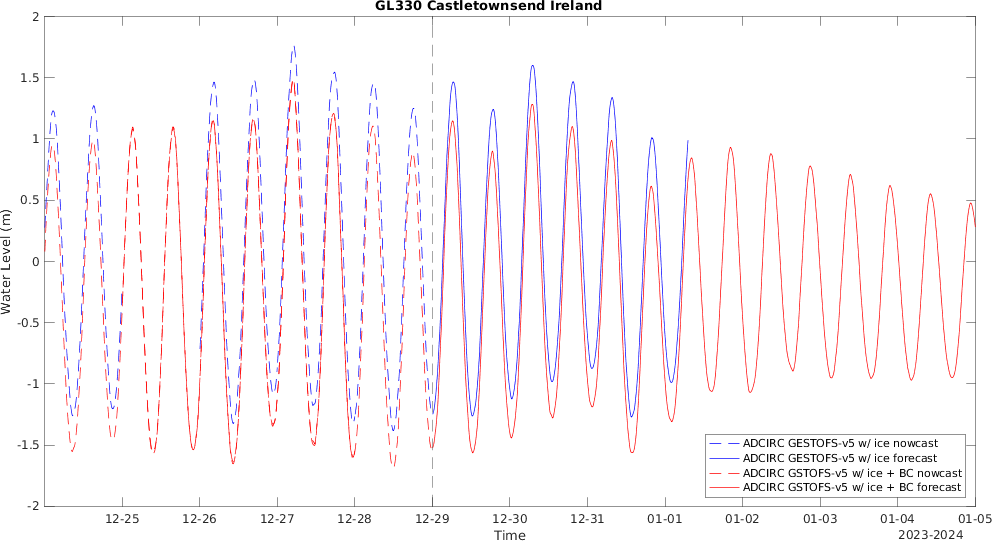 GL330 Castletownsend Ireland
2
1.5
1
0.5
0
-0.5
-1
-1.5
-2
Water Level (m)
12-25 12-26 12-27 12-28 12-29 12-30 12-31 01-01 01-02 01-03 01-04 01-05
Time
2023-2024
ADCIRC GESTOFS-v5 w/ ice nowcast
ADCIRC GESTOFS-v5 w/ ice forecast
ADCIRC GSTOFS-v5 w/ ice + BC nowcast
ADCIRC GSTOFS-v5 w/ ice + BC forecast